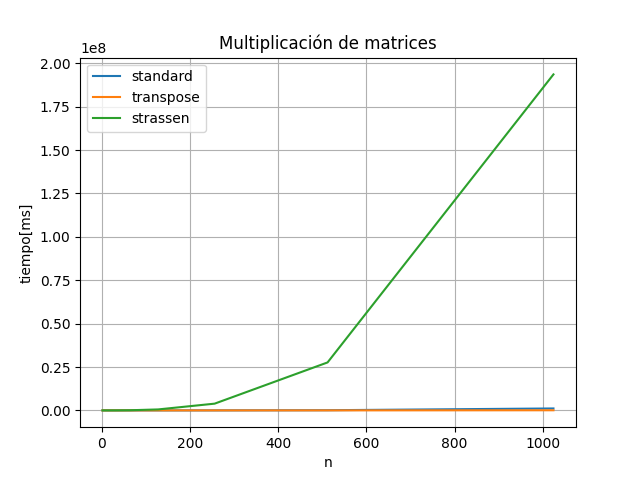 Multiplicación de matrices
1e8
standard
transpose
strassen
2.00
1.75
1.50
1.25
1.00
0.75
0.50
0.25
0.00
tiempo[ms]
0 200 400 600 800 1000
n